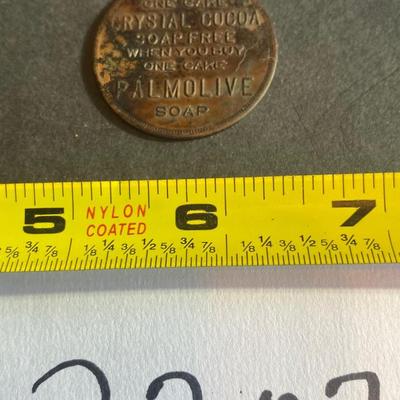 ONE CAKE
CRYSTAL COCOA
SOAP FREE
WHEN YOU BUY
ONE CAKE
PALMOLIVE
SOAP
5 NYLON COATED 6 7
5/8 3/4 7/8 1/8 1/4 3/8 1/2 5/8 3/4 7/8 1/8 1/4 3/8 1/2 5/8 3/4 7/8